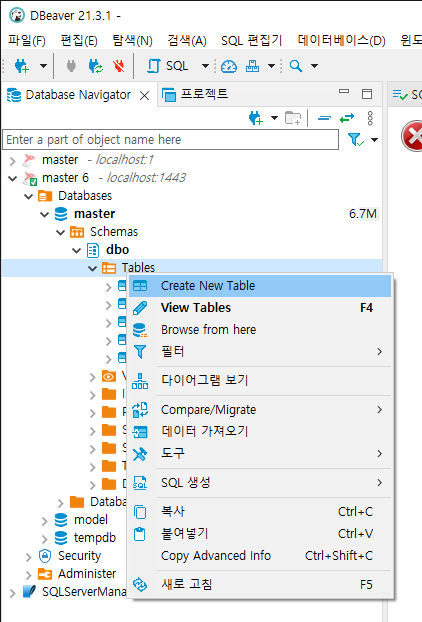 DBeaver 21.3.1 -
파일(F) 편집(E) 탐색(N) 검색(A) SQL 편집기 데이터베이스(D) 윈도
SQL
Database Navigator 프로젝트
Enter a part of object name here
master - localhost:1
master 6 - localhost:1443
Databases
master 6.7M
Schemas
dbo
Tables
Create New Table
View Tables F4
Browse from here
필터
다이어그램 보기
Compare/Migrate
데이터 가져오기
도구
SQL 생성
복사 Ctrl+C
Databa
붙여넣기 Ctrl+V
model
Copy Advanced Info Ctrl+Shift+C
tempdb
Security
새로 고침 F5
Administer
SQLServerMana